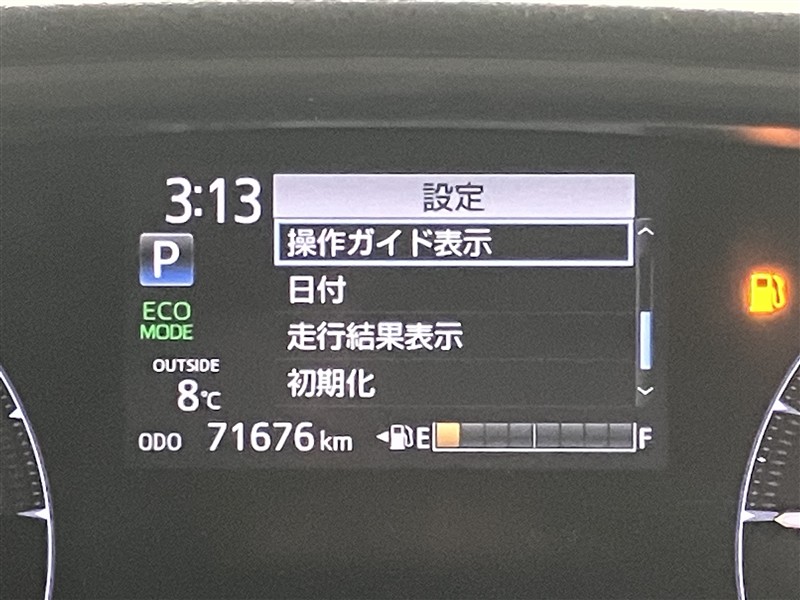 3:13
設定
操作ガイド表示
P
日付
ECO
MODE
走行結果表示
OUTSIDE
8℃
初期化
ODO 71676 km
E F